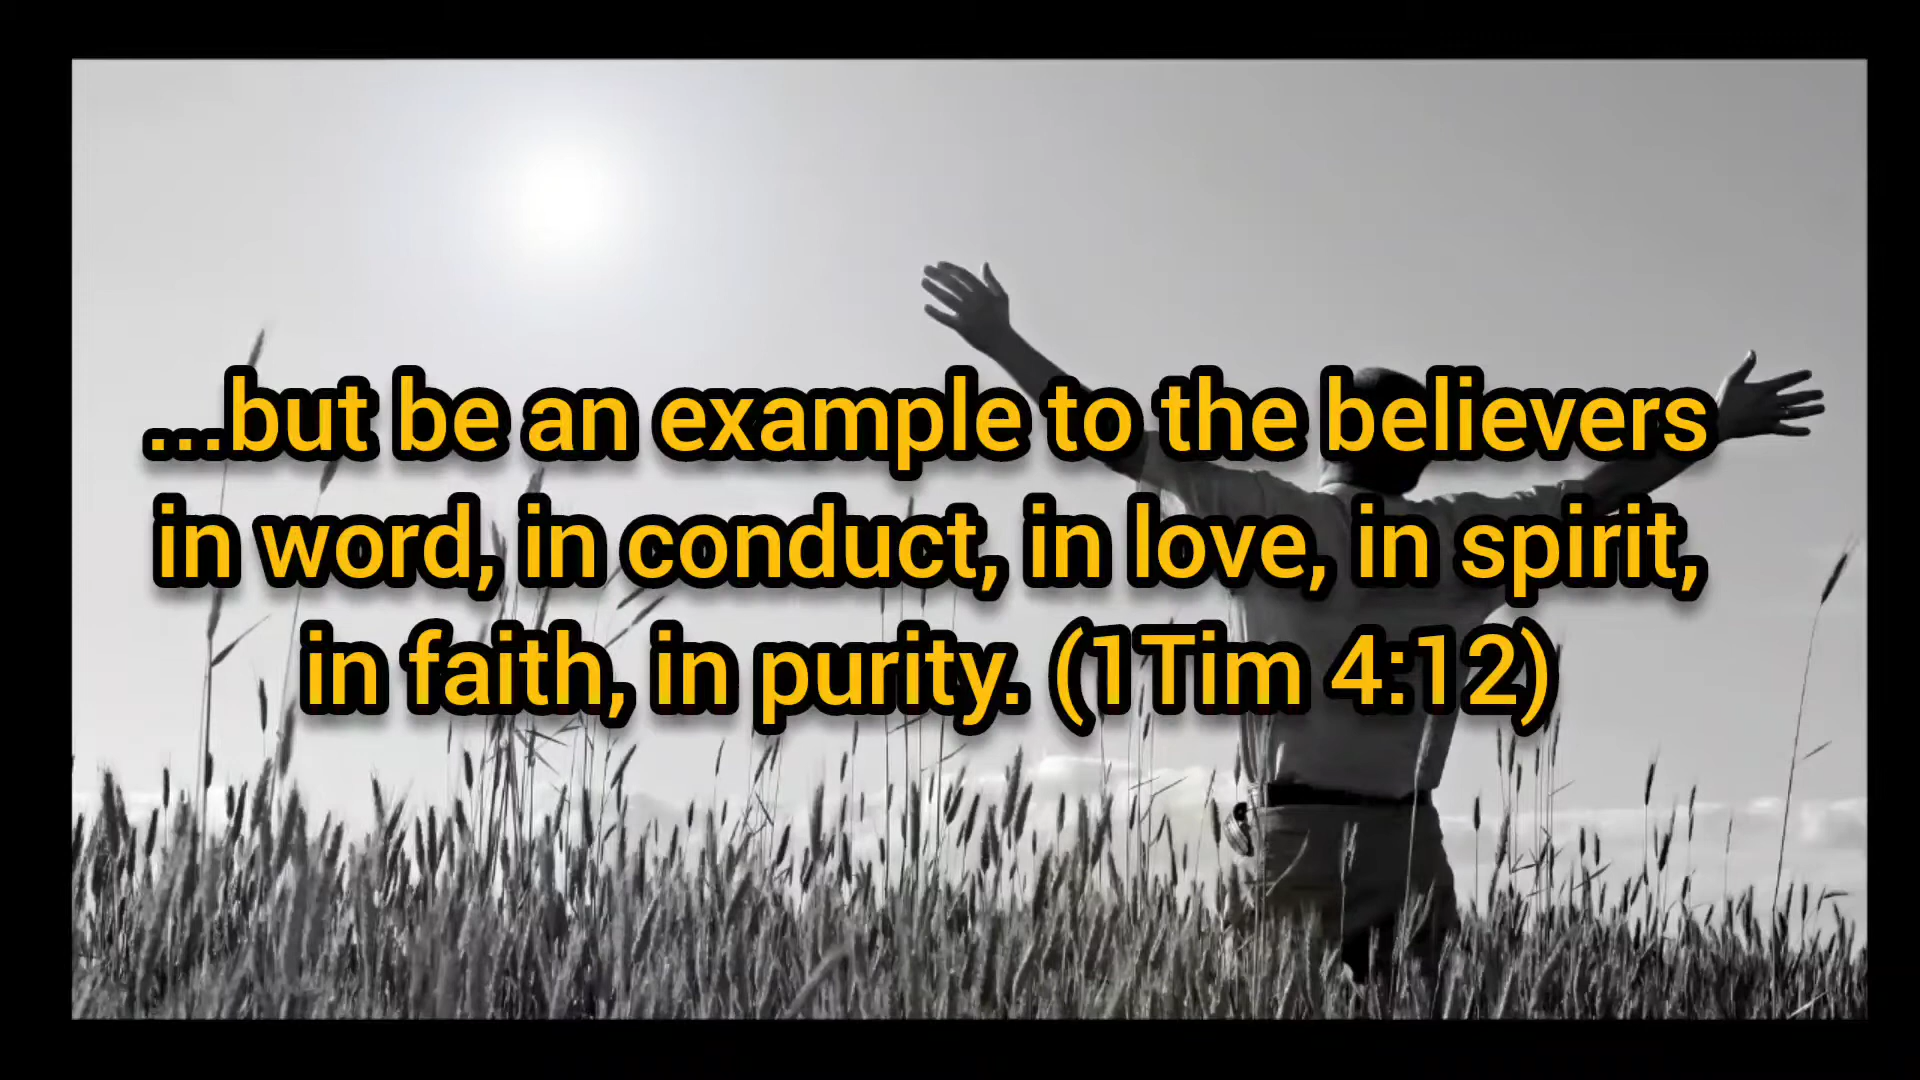 ...but be an example to the believers
in word, in conduct, in love, in spirit,
in faith, in purity. (1Tim 4:12)